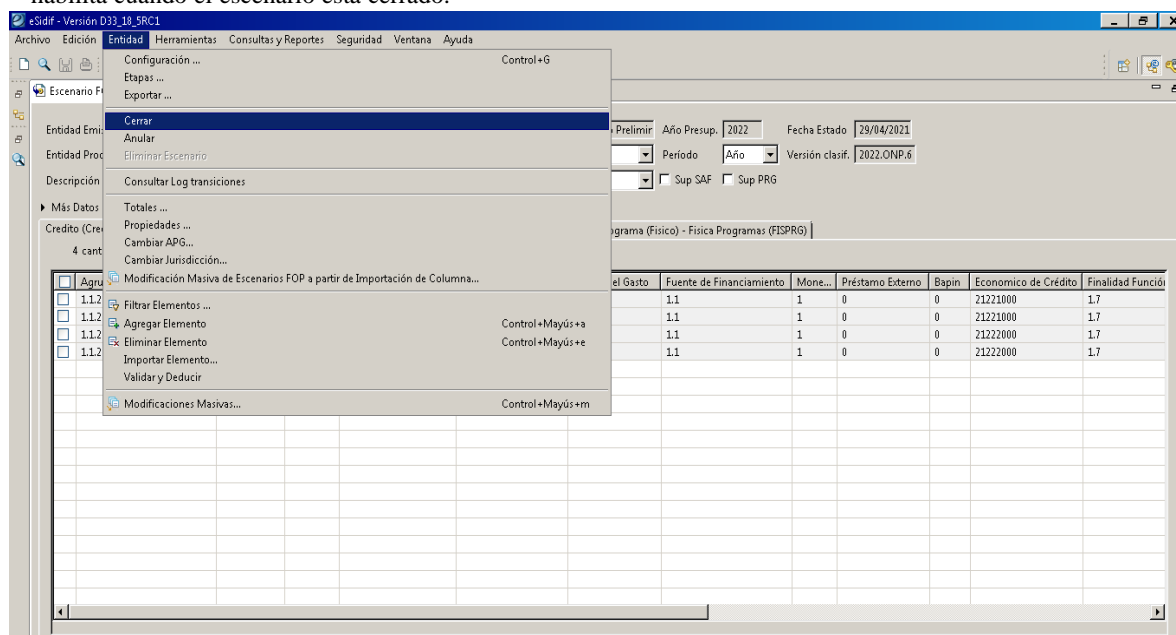 habilita cuando el escenario está cerrado.
eSidif - Versión D33_18_5RC1
Archivo Edición Entidad Herramientas Consultas y Reportes Seguridad Ventana Ayuda
Configuración ... Control+G
Etapas ...
Exportar ...
Escenario F
Cerrar
Entidad Emi Prelimir Año Presup. 2022 Fecha Estado 29/04/2021
Anular
Entidad Prod Eliminar Escenario Período Año Versión clasif. 2022.ONP.6
Descripción Consultar Log transiciones Sup SAF Sup PRG
Más Datos Totales ...
Propiedades ...
Credito (Cre ograma (Fisico) - Fisica Programas (FISPRG)
Cambiar APG...
4 cant
Cambiar Jurisdicción...
Modificación Masiva de Escenarios FOP a partir de Importación de Columna...
Agru el Gasto Fuente de Financiamiento Mone... Préstamo Externo Bapin Economico de Crédito Finalidad Funció
1.1.2 1.1 1 0 0 21221000 1.7
Filtrar Elementos ...
1.1.2 Agregar Elemento Control+Mayús+a 1.1 1 0 0 21221000 1.7
1.1.2 Eliminar Elemento Control+Mayús+e 1.1 1 0 0 21222000 1.7
1.1.2 Importar Elemento... 1.1 1 0 0 21222000 1.7
Validar y Deducir
Modificaciones Masivas... Control+Mayús+m